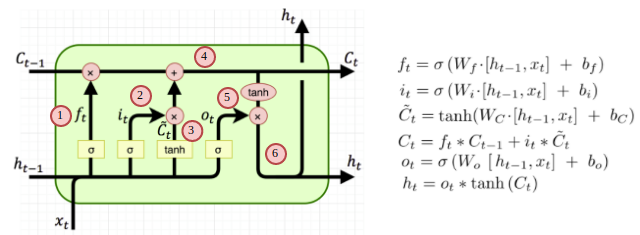 h_t
C_{t-1}
4
C_t
×
+
2
5
tanh
1
f_t
i_t
×
o_t
×
C̃_t
3
σ
σ
tanh
σ
6
h_{t-1}
h_t
x_t
f_t = σ (W_f·[h_{t-1}, x_t] + b_f)
i_t = σ (W_i·[h_{t-1}, x_t] + b_i)
C̃_t = tanh(W_C·[h_{t-1}, x_t] + b_C)
C_t = f_t * C_{t-1} + i_t * C̃_t
o_t = σ (W_o [h_{t-1}, x_t] + b_o)
h_t = o_t * tanh (C_t)